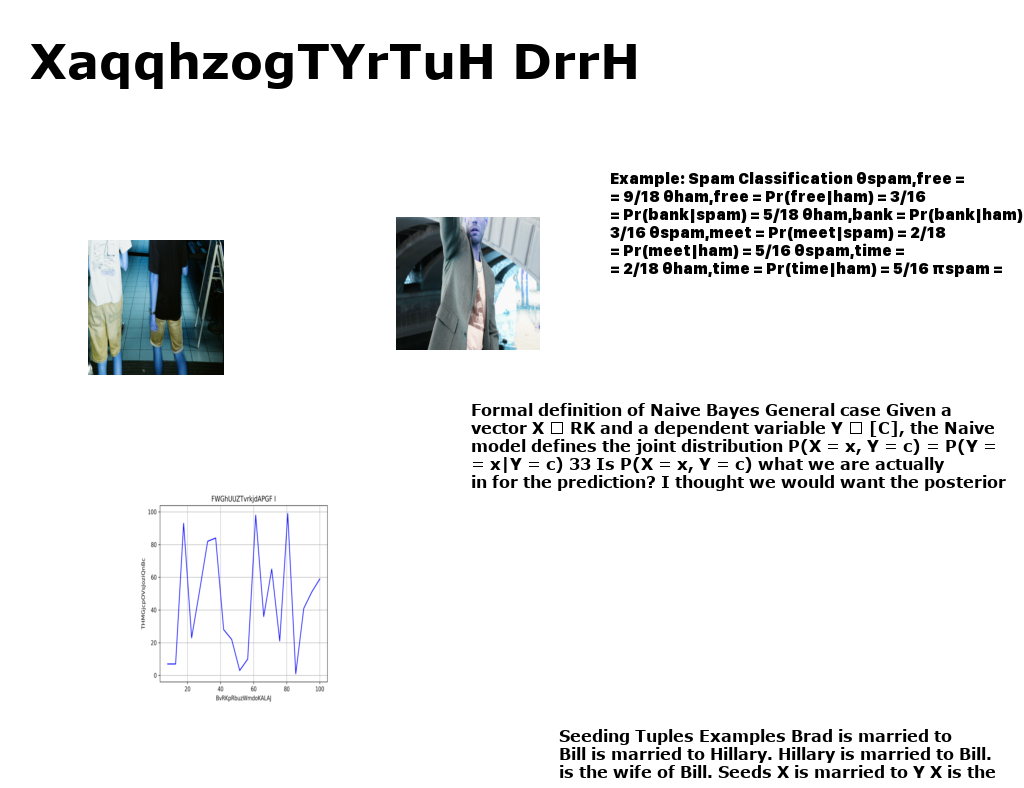 XaqqhzogTYrTuH DrrH
Example: Spam Classification θspam,free =
= 9/18 θham,free = Pr(free|ham) = 3/16
= Pr(bank|spam) = 5/18 θham,bank = Pr(bank|ham)
3/16 θspam,meet = Pr(meet|spam) = 2/18
= Pr(meet|ham) = 5/16 θspam,time =
= 2/18 θham,time = Pr(time|ham) = 5/16 πspam =
Formal definition of Naive Bayes General case Given a
vector X □ RK and a dependent variable Y □ [C], the Naive
model defines the joint distribution P(X = x, Y = c) = P(Y =
= x|Y = c) 33 Is P(X = x, Y = c) what we are actually
in for the prediction? I thought we would want the posterior
100
80
60
40
20
0
20 40 60 80 100
Seeding Tuples Examples Brad is married to
Bill is married to Hillary. Hillary is married to Bill.
is the wife of Bill. Seeds X is married to Y X is the